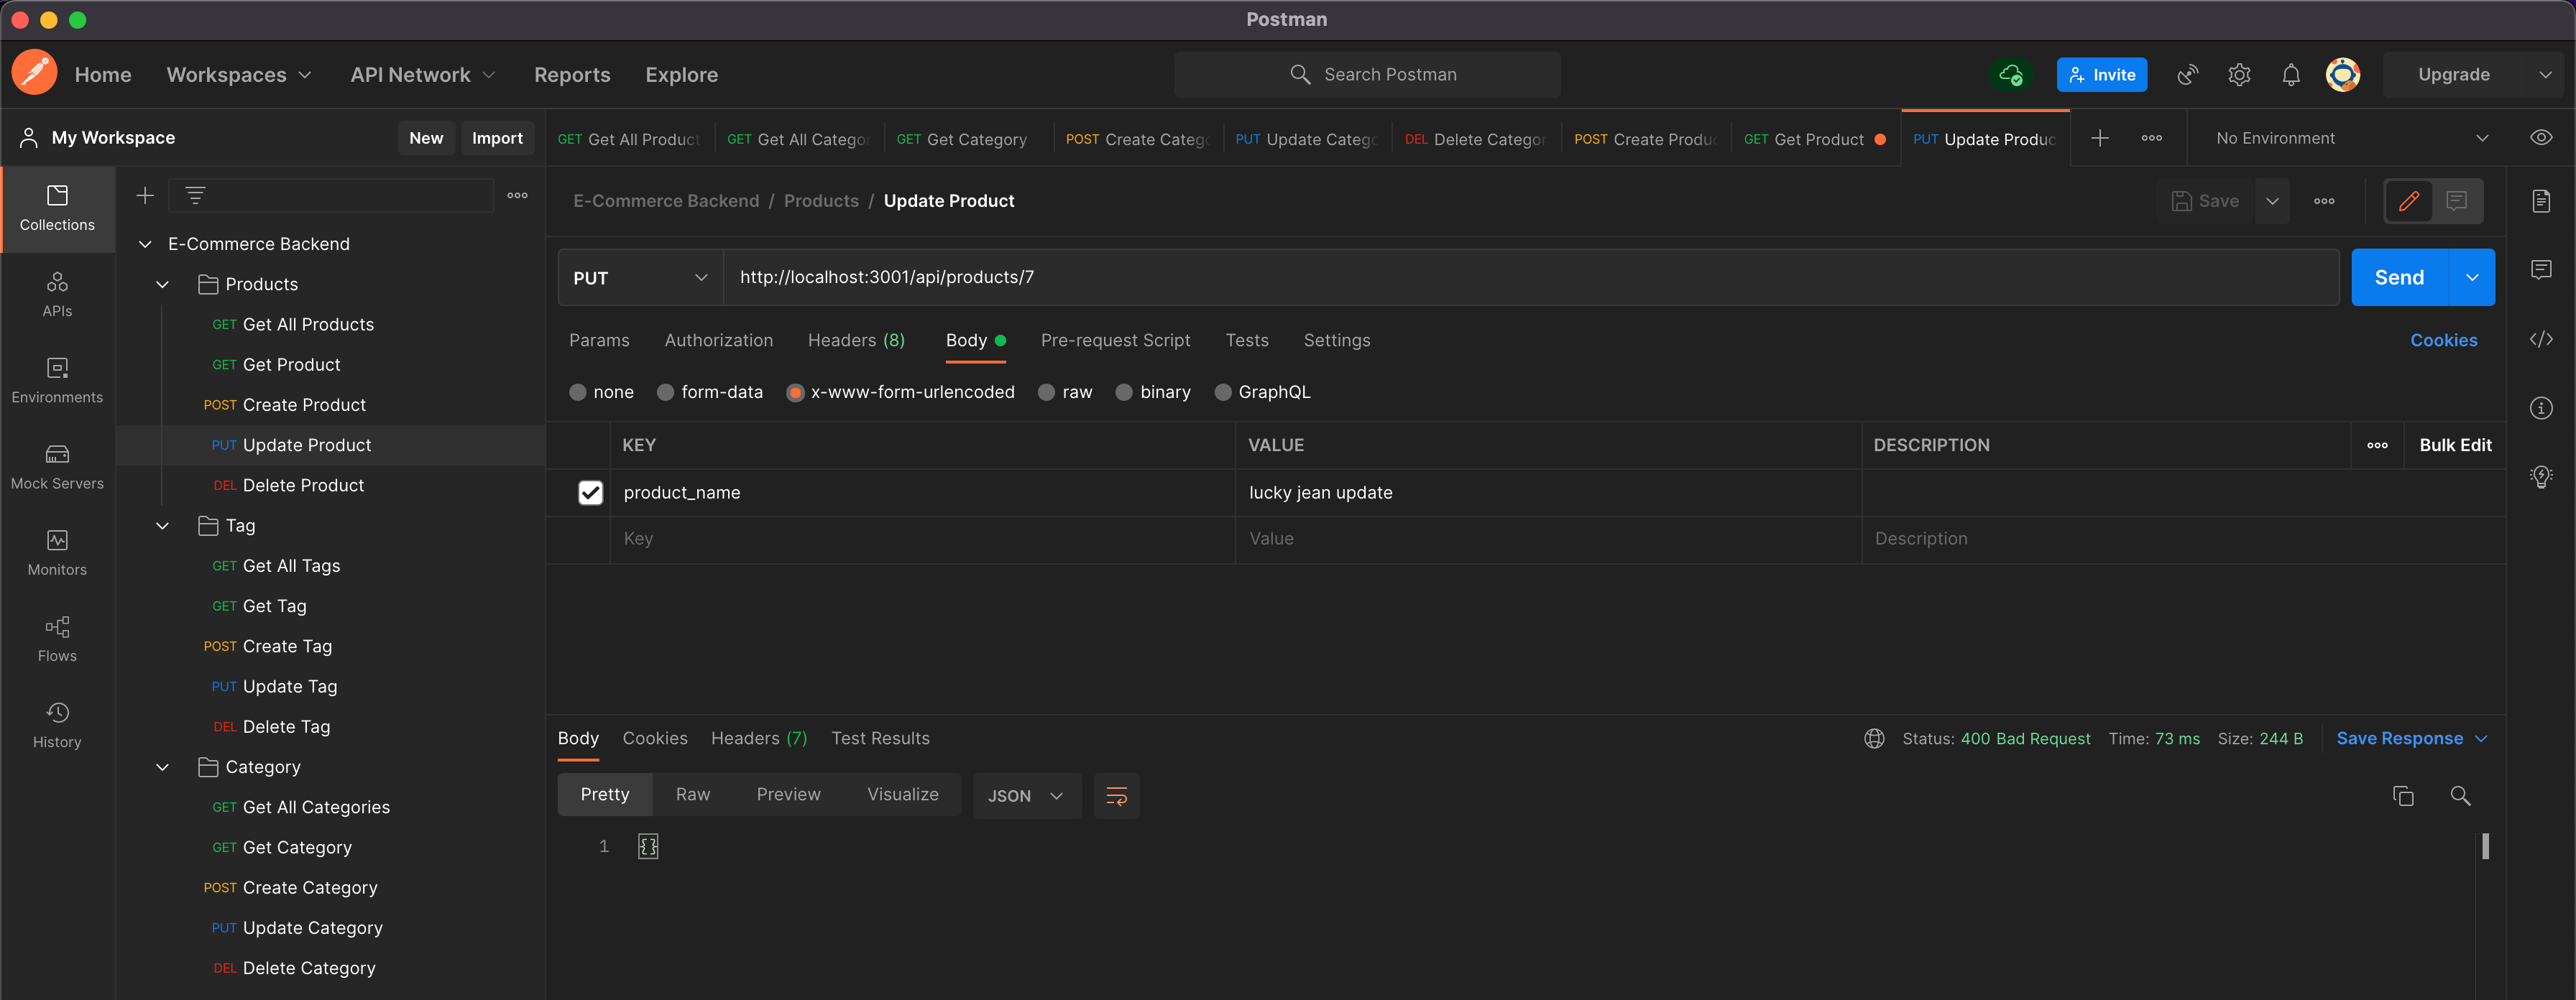 Postman
Home Workspaces API Network Reports Explore Search Postman Invite Upgrade
My Workspace New Import
GET Get All Product GET Get All Categor GET Get Category POST Create Catego PUT Update Catego DEL Delete Categor POST Create Produc GET Get Product PUT Update Produc No Environment
Collections
APIs
Environments
Mock Servers
Monitors
Flows
History
E-Commerce Backend
Products
GET Get All Products
GET Get Product
POST Create Product
PUT Update Product
DEL Delete Product
Tag
GET Get All Tags
GET Get Tag
POST Create Tag
PUT Update Tag
DEL Delete Tag
Category
GET Get All Categories
GET Get Category
POST Create Category
PUT Update Category
DEL Delete Category
E-Commerce Backend / Products / Update Product Save
PUT http://localhost:3001/api/products/7 Send
Params Authorization Headers (8) Body Pre-request Script Tests Settings Cookies
none form-data x-www-form-urlencoded raw binary GraphQL
KEY VALUE DESCRIPTION Bulk Edit
product_name lucky jean update
Key Value Description
Body Cookies Headers (7) Test Results Status: 400 Bad Request Time: 73 ms Size: 244 B Save Response
Pretty Raw Preview Visualize JSON
1 {}